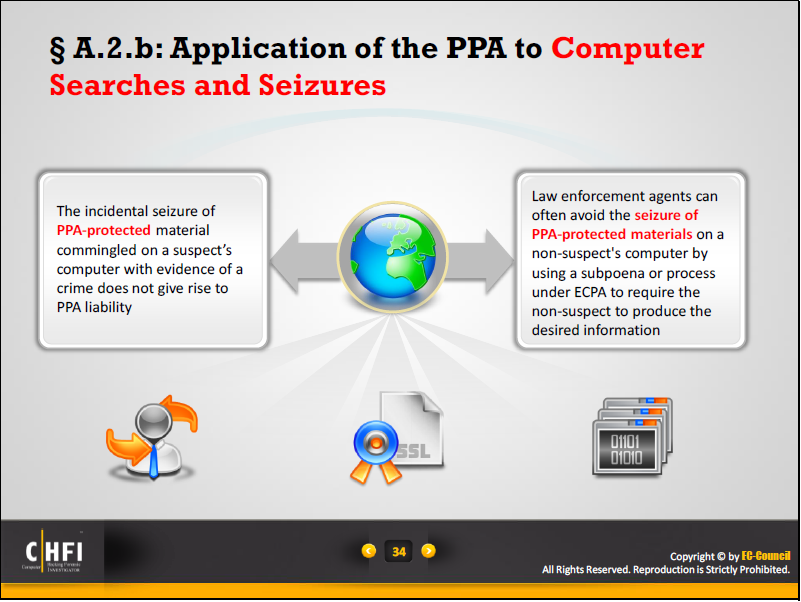 § A.2.b: Application of the PPA to Computer
Searches and Seizures
The incidental seizure of
PPA-protected material
commingled on a suspect’s
computer with evidence of a
crime does not give rise to
PPA liability
Law enforcement agents can
often avoid the seizure of
PPA-protected materials on a
non-suspect's computer by
using a subpoena or process
under ECPA to require the
non-suspect to produce the
desired information
SSL
01101
01010
CHFI
Computer Hacking Forensic
INVESTIGATOR
34
Copyright © by EC-Council
All Rights Reserved. Reproduction is Strictly Prohibited.